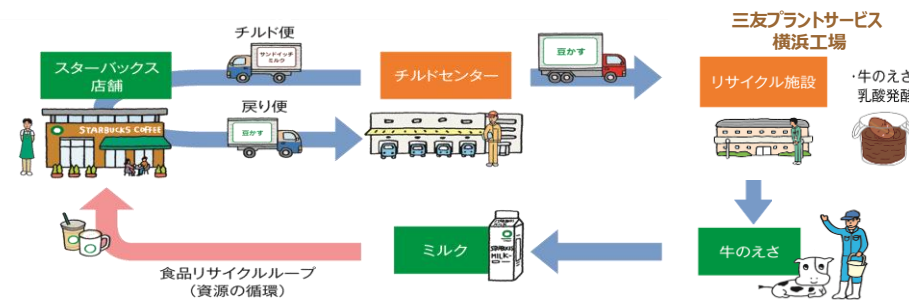 三友プラントサービス
横浜工場
チルド便
サンドイッチ
ミルク
スターバックス
店舗
チルドセンター
豆かす
リサイクル施設
・牛のえさ
乳酸発酵
戻り便
豆かす
STARBUCKS COFFEE
ミルク
STARBUCKS
MILK
牛のえさ
食品リサイクルループ
(資源の循環)